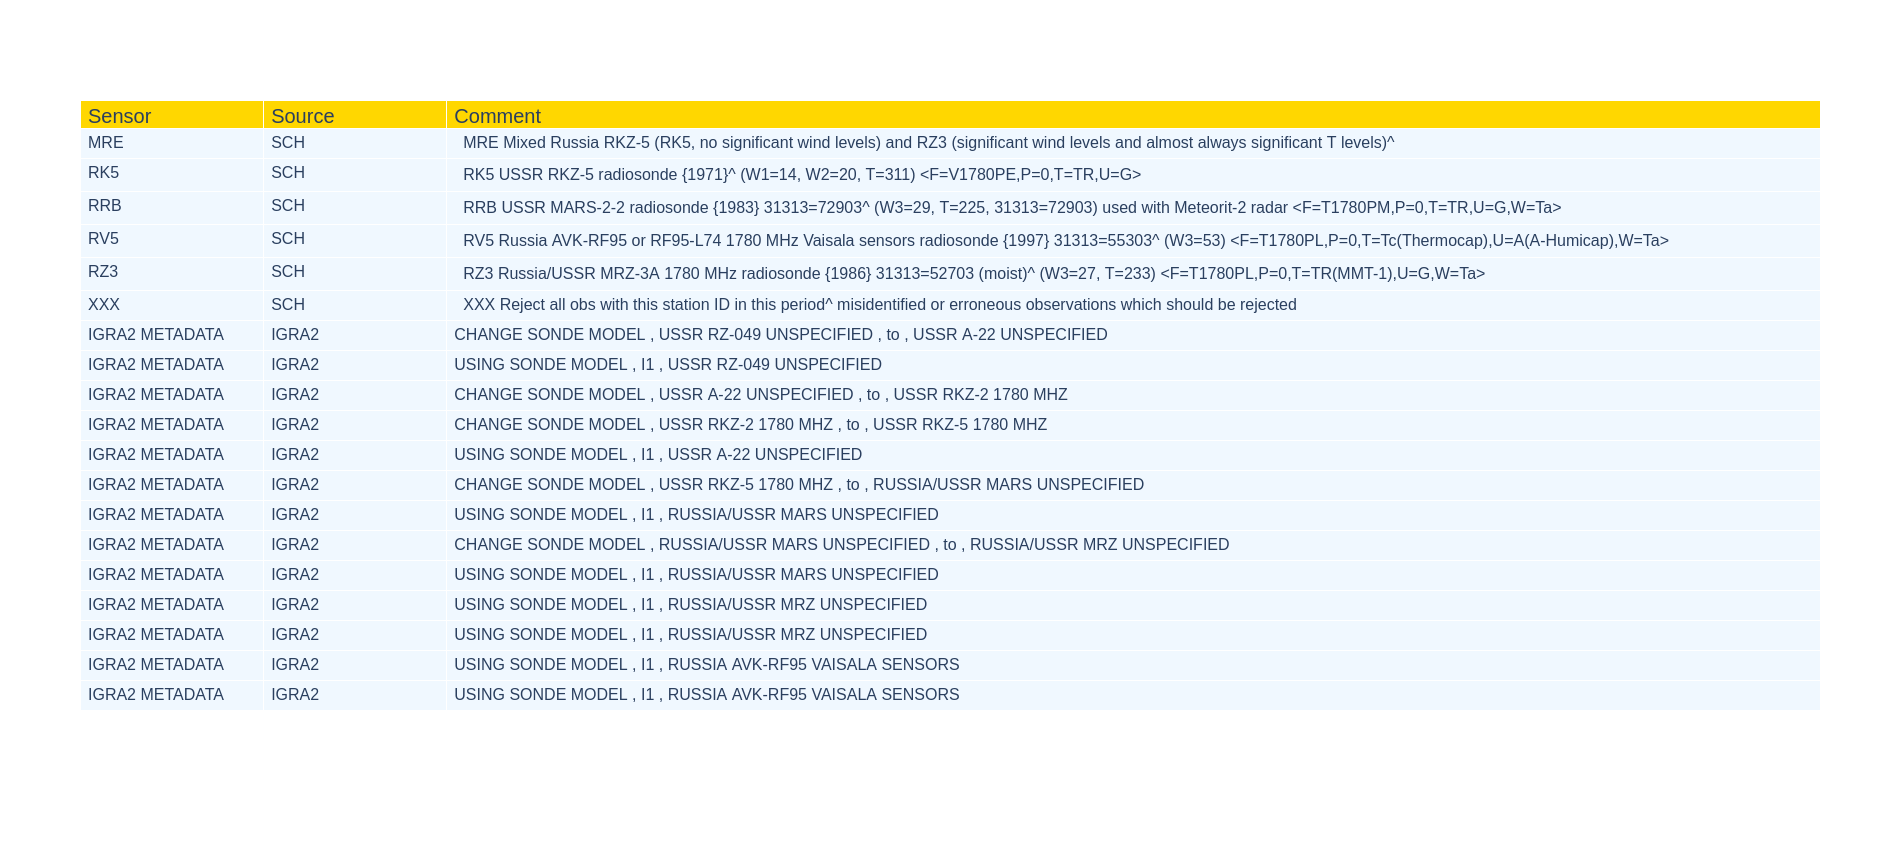 Sensor Source Comment
MRE SCH MRE Mixed Russia RKZ-5 (RK5, no significant wind levels) and RZ3 (significant wind levels and almost always significant T levels)^
RK5 SCH RK5 USSR RKZ-5 radiosonde {1971}^ (W1=14, W2=20, T=311) <F=V1780PE,P=0,T=TR,U=G>
RRB SCH RRB USSR MARS-2-2 radiosonde {1983} 31313=72903^ (W3=29, T=225, 31313=72903) used with Meteorit-2 radar <F=T1780PM,P=0,T=TR,U=G,W=Ta>
RV5 SCH RV5 Russia AVK-RF95 or RF95-L74 1780 MHz Vaisala sensors radiosonde {1997} 31313=55303^ (W3=53) <F=T1780PL,P=0,T=Tc(Thermocap),U=A(A-Humicap),W=Ta>
RZ3 SCH RZ3 Russia/USSR MRZ-3A 1780 MHz radiosonde {1986} 31313=52703 (moist)^ (W3=27, T=233) <F=T1780PL,P=0,T=TR(MMT-1),U=G,W=Ta>
XXX SCH XXX Reject all obs with this station ID in this period^ misidentified or erroneous observations which should be rejected
IGRA2 METADATA IGRA2 CHANGE SONDE MODEL , USSR RZ-049 UNSPECIFIED , to , USSR A-22 UNSPECIFIED
IGRA2 METADATA IGRA2 USING SONDE MODEL , I1 , USSR RZ-049 UNSPECIFIED
IGRA2 METADATA IGRA2 CHANGE SONDE MODEL , USSR A-22 UNSPECIFIED , to , USSR RKZ-2 1780 MHZ
IGRA2 METADATA IGRA2 CHANGE SONDE MODEL , USSR RKZ-2 1780 MHZ , to , USSR RKZ-5 1780 MHZ
IGRA2 METADATA IGRA2 USING SONDE MODEL , I1 , USSR A-22 UNSPECIFIED
IGRA2 METADATA IGRA2 CHANGE SONDE MODEL , USSR RKZ-5 1780 MHZ , to , RUSSIA/USSR MARS UNSPECIFIED
IGRA2 METADATA IGRA2 USING SONDE MODEL , I1 , RUSSIA/USSR MARS UNSPECIFIED
IGRA2 METADATA IGRA2 CHANGE SONDE MODEL , RUSSIA/USSR MARS UNSPECIFIED , to , RUSSIA/USSR MRZ UNSPECIFIED
IGRA2 METADATA IGRA2 USING SONDE MODEL , I1 , RUSSIA/USSR MARS UNSPECIFIED
IGRA2 METADATA IGRA2 USING SONDE MODEL , I1 , RUSSIA/USSR MRZ UNSPECIFIED
IGRA2 METADATA IGRA2 USING SONDE MODEL , I1 , RUSSIA/USSR MRZ UNSPECIFIED
IGRA2 METADATA IGRA2 USING SONDE MODEL , I1 , RUSSIA AVK-RF95 VAISALA SENSORS
IGRA2 METADATA IGRA2 USING SONDE MODEL , I1 , RUSSIA AVK-RF95 VAISALA SENSORS